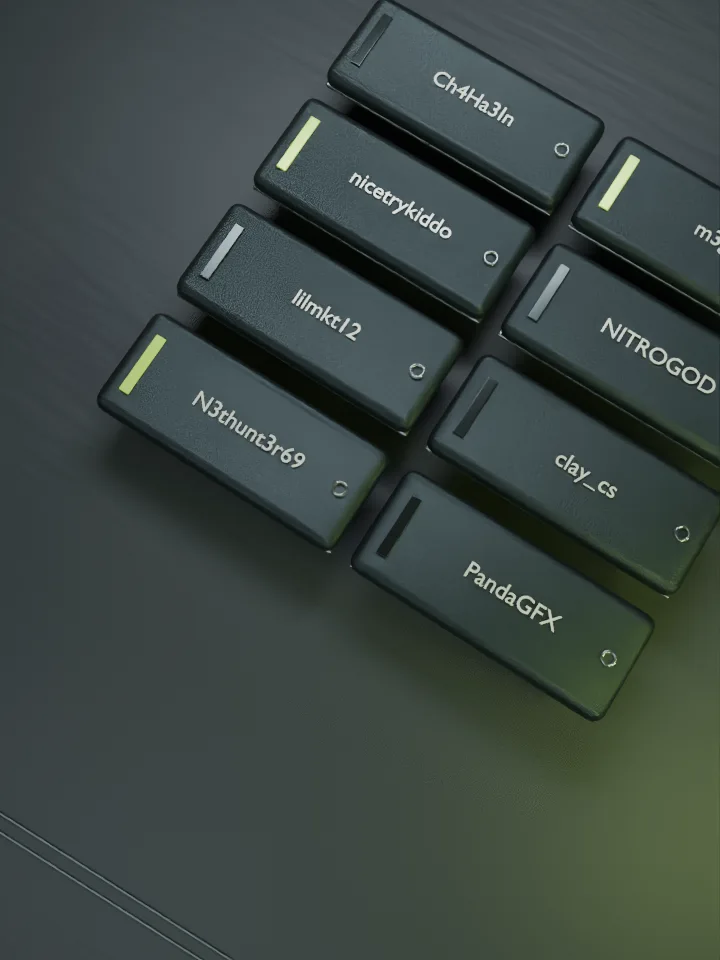 Ch4Ha3ln
nicetrykiddo
lilmkt12
N3thunt3r69
NITROGOD
clay_cs
PandaGFX